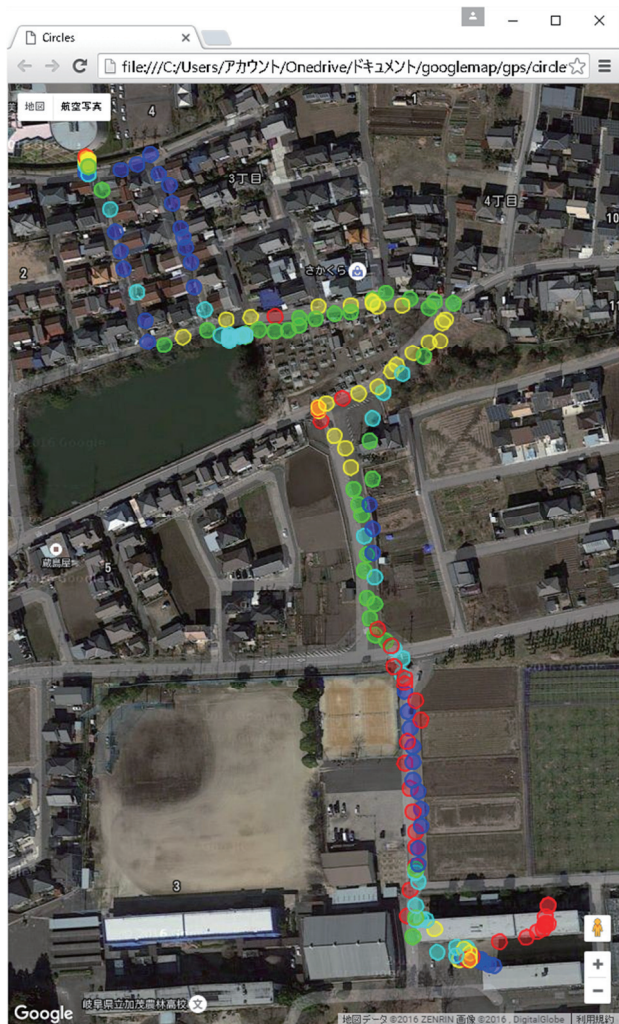 Circles
file:///C:/Users/アカウント/Onedrive/ドキュメント/googlemap/gps/circle
地図
航空写真
4
1
3丁目
4丁目
10
2
さかくら
11
蔵島屋
5
3
岐阜県立加茂農林高校
Google
地図データ ©2016 ZENRIN 画像 ©2016 , DigitalGlobe
利用規約